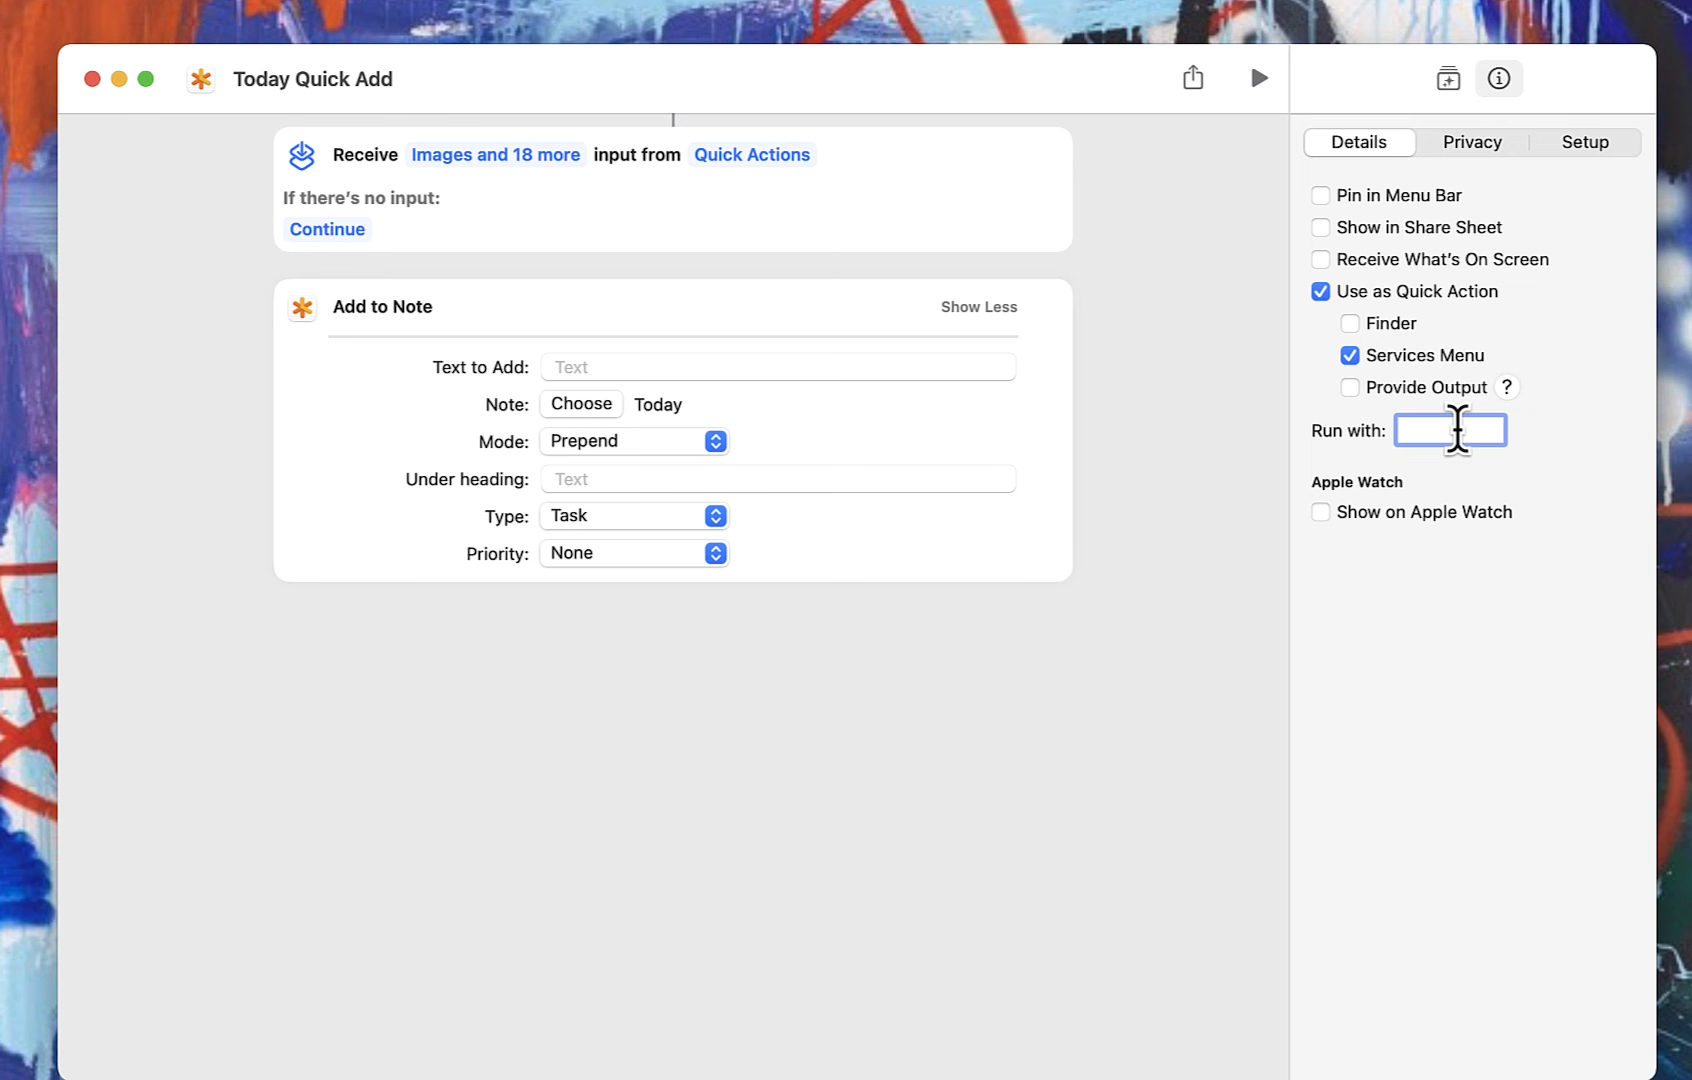 Today Quick Add
Receive Images and 18 more input from Quick Actions
If there's no input:
Continue
Add to Note
Show Less
Text to Add: Text
Note: Choose Today
Mode: Prepend
Under heading: Text
Type: Task
Priority: None
Details Privacy Setup
Pin in Menu Bar
Show in Share Sheet
Receive What's On Screen
Use as Quick Action
Finder
Services Menu
Provide Output ?
Run with:
Apple Watch
Show on Apple Watch